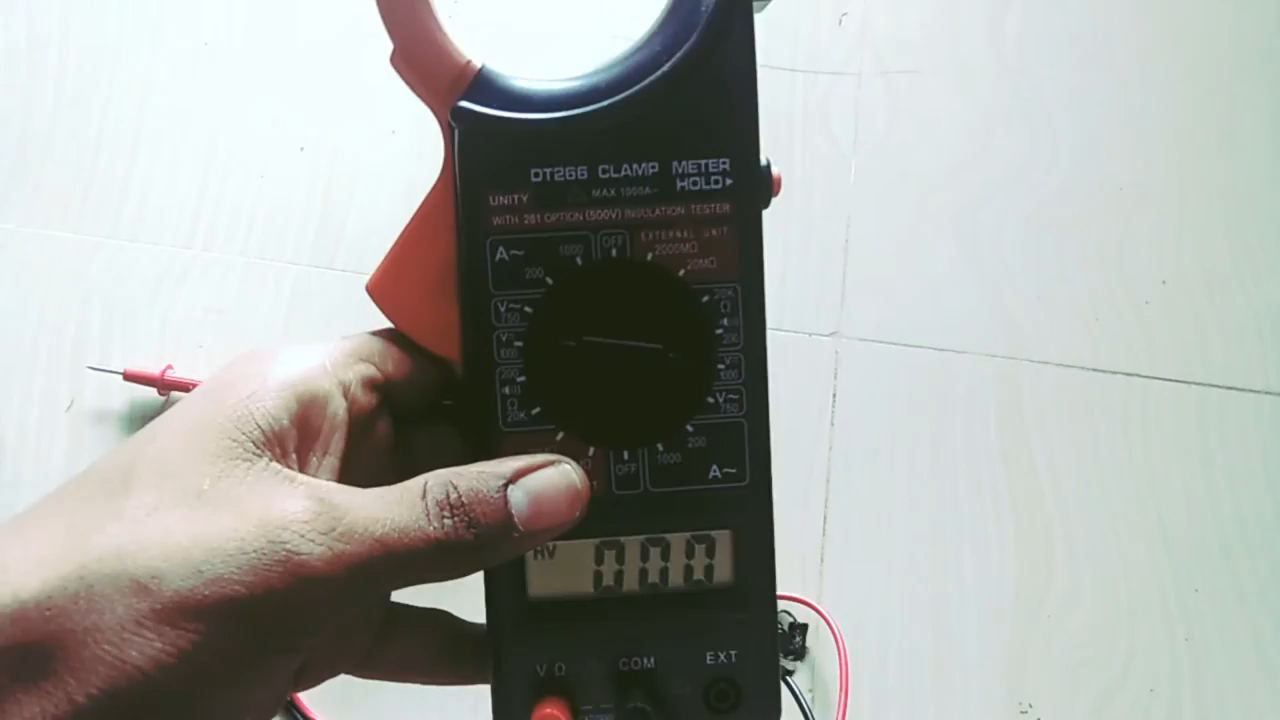 DT266 CLAMP METER
MAX 1000A~ HOLD▸
UNITY
WITH 261 OPTION (500V) INSULATION TESTER
A~ 1000
200
OFF
EXTERNAL UNIT
2000MΩ
20MΩ
V~
750
V⎓
1000
200
Ω
20K
20K
Ω
200
V⎓
1000
V~
750
200
1000
A~
OFF
HV
000
V Ω
COM
EXT